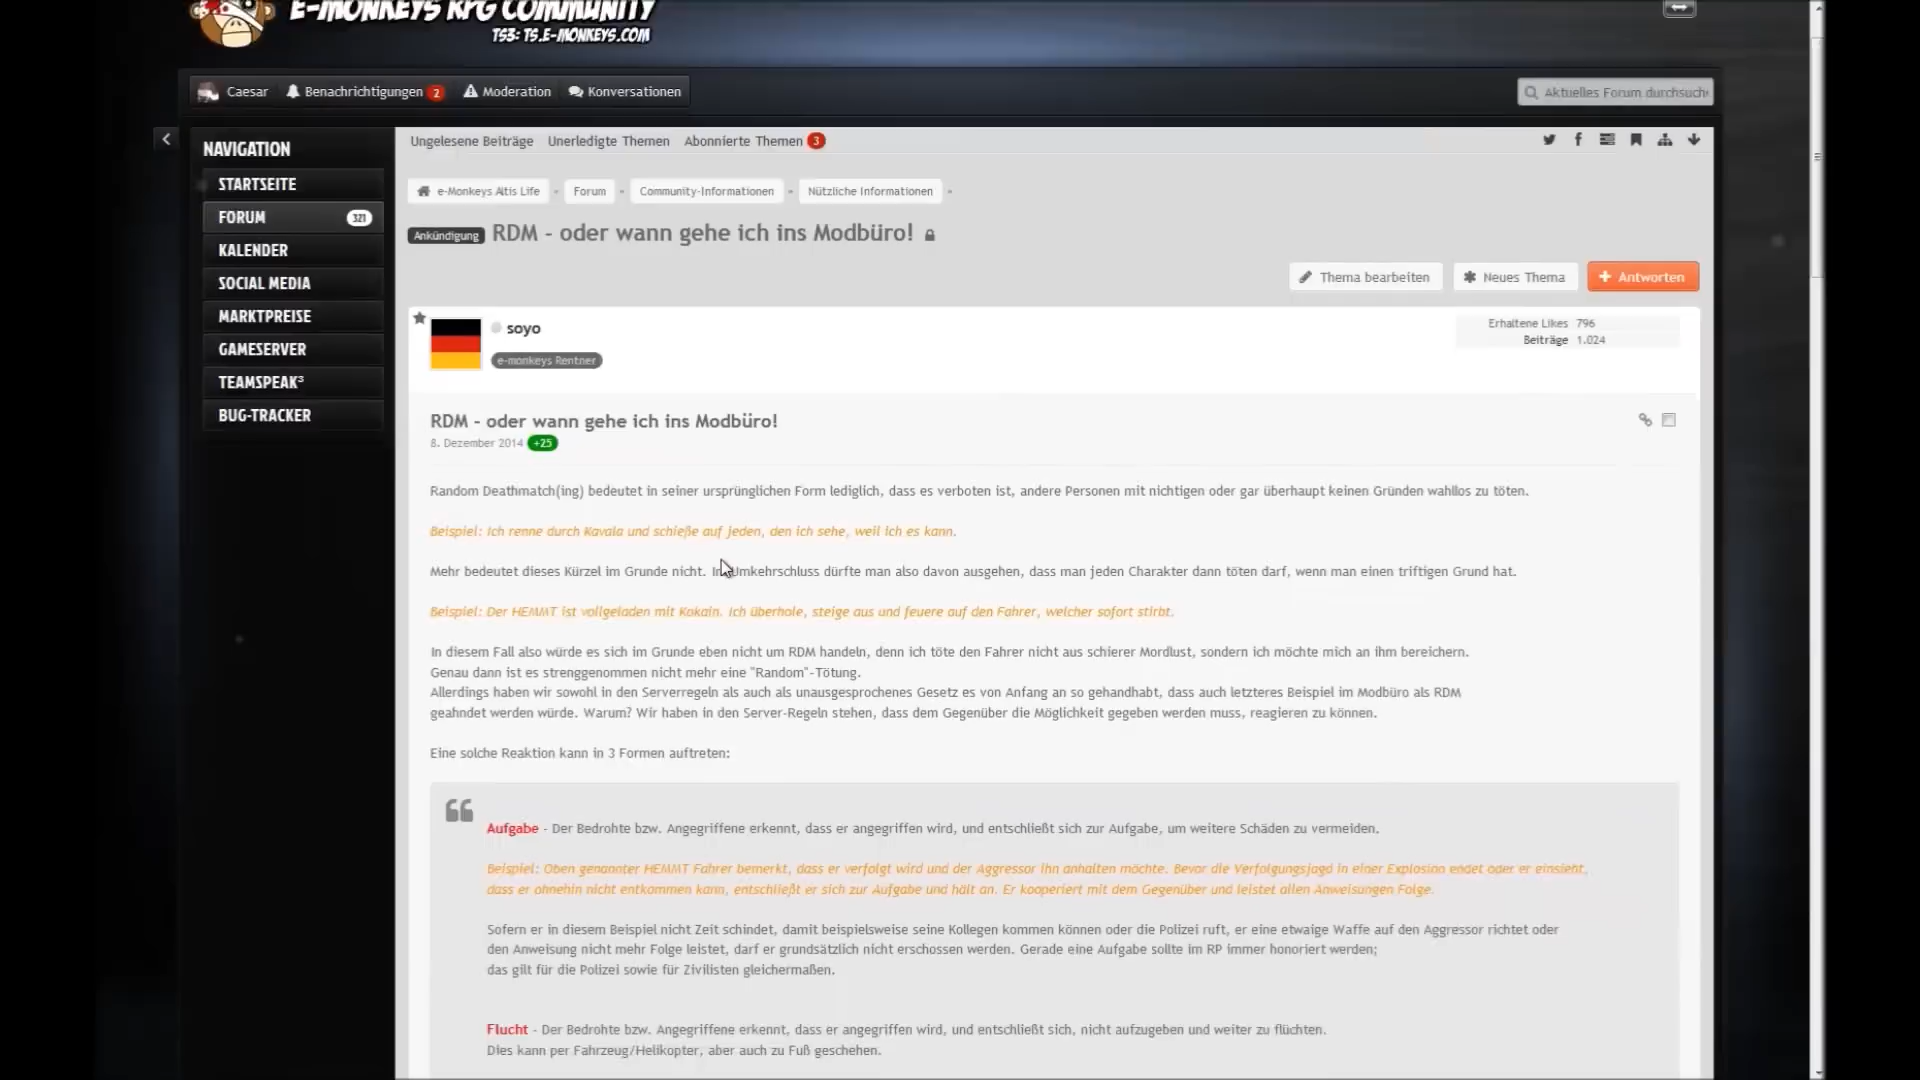 E-MONKEYS RPG COMMUNITY
TS3: TS.E-MONKEYS.COM
Caesar Benachrichtigungen 2 Moderation Konversationen
Aktuelles Forum durchsuch
NAVIGATION
STARTSEITE
FORUM 321
KALENDER
SOCIAL MEDIA
MARKTPREISE
GAMESERVER
TEAMSPEAK³
BUG-TRACKER
Ungelesene Beiträge Unerledigte Themen Abonnierte Themen 3
e-Monkeys Altis Life Forum Community-Informationen Nützliche Informationen
Ankündigung RDM - oder wann gehe ich ins Modbüro!
Thema bearbeiten Neues Thema Antworten
soyo
e-monkeys Rentner
Erhaltene Likes 796
Beiträge 1.024
RDM - oder wann gehe ich ins Modbüro!
8. Dezember 2014 +25
Random Deathmatch(ing) bedeutet in seiner ursprünglichen Form lediglich, dass es verboten ist, andere Personen mit nichtigen oder gar überhaupt keinen Gründen wahllos zu töten.
Beispiel: Ich renne durch Kavala und schieße auf jeden, den ich sehe, weil ich es kann.
Mehr bedeutet dieses Kürzel im Grunde nicht. Im Umkehrschluss dürfte man also davon ausgehen, dass man jeden Charakter dann töten darf, wenn man einen triftigen Grund hat.
Beispiel: Der HEMMT ist vollgeladen mit Kokain. Ich überhole, steige aus und feuere auf den Fahrer, welcher sofort stirbt.
In diesem Fall also würde es sich im Grunde eben nicht um RDM handeln, denn ich töte den Fahrer nicht aus schierer Mordlust, sondern ich möchte mich an ihm bereichern.
Genau dann ist es strenggenommen nicht mehr eine "Random"-Tötung.
Allerdings haben wir sowohl in den Serverregeln als auch als unausgesprochenes Gesetz es von Anfang an so gehandhabt, dass auch letzteres Beispiel im Modbüro als RDM
geahndet werden würde. Warum? Wir haben in den Server-Regeln stehen, dass dem Gegenüber die Möglichkeit gegeben werden muss, reagieren zu können.
Eine solche Reaktion kann in 3 Formen auftreten:
Aufgabe - Der Bedrohte bzw. Angegriffene erkennt, dass er angegriffen wird, und entschließt sich zur Aufgabe, um weitere Schäden zu vermeiden.
Beispiel: Oben genannter HEMMT Fahrer bemerkt, dass er verfolgt wird und der Aggressor ihn anhalten möchte. Bevor die Verfolgungsjagd in einer Explosion endet oder er einsieht,
dass er ohnehin nicht entkommen kann, entschließt er sich zur Aufgabe und hält an. Er kooperiert mit dem Gegenüber und leistet allen Anweisungen Folge.
Sofern er in diesem Beispiel nicht Zeit schindet, damit beispielsweise seine Kollegen kommen können oder die Polizei ruft, er eine etwaige Waffe auf den Aggressor richtet oder
den Anweisung nicht mehr Folge leistet, darf er grundsätzlich nicht erschossen werden. Gerade eine Aufgabe sollte im RP immer honoriert werden;
das gilt für die Polizei sowie für Zivilisten gleichermaßen.
Flucht - Der Bedrohte bzw. Angegriffene erkennt, dass er angegriffen wird, und entschließt sich, nicht aufzugeben und weiter zu flüchten.
Dies kann per Fahrzeug/Helikopter, aber auch zu Fuß geschehen.